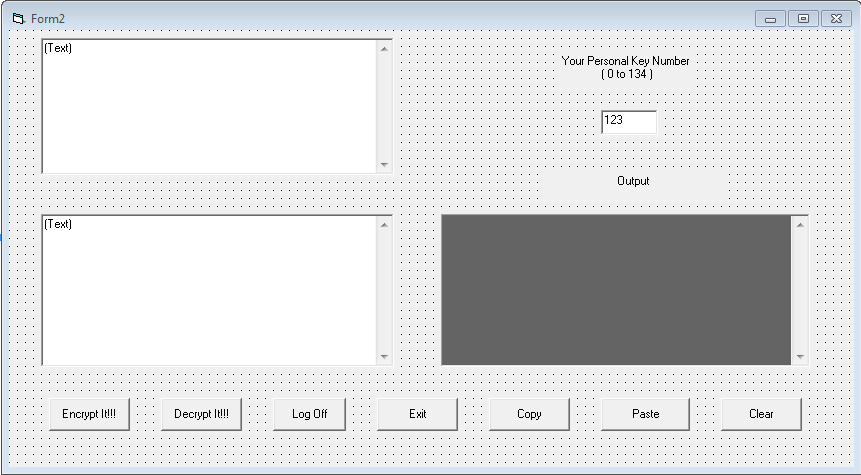 Form2
(Text)
Your Personal Key Number
( 0 to 134 )
123
Output
(Text)
Encrypt It!!!
Decrypt It!!!
Log Off
Exit
Copy
Paste
Clear